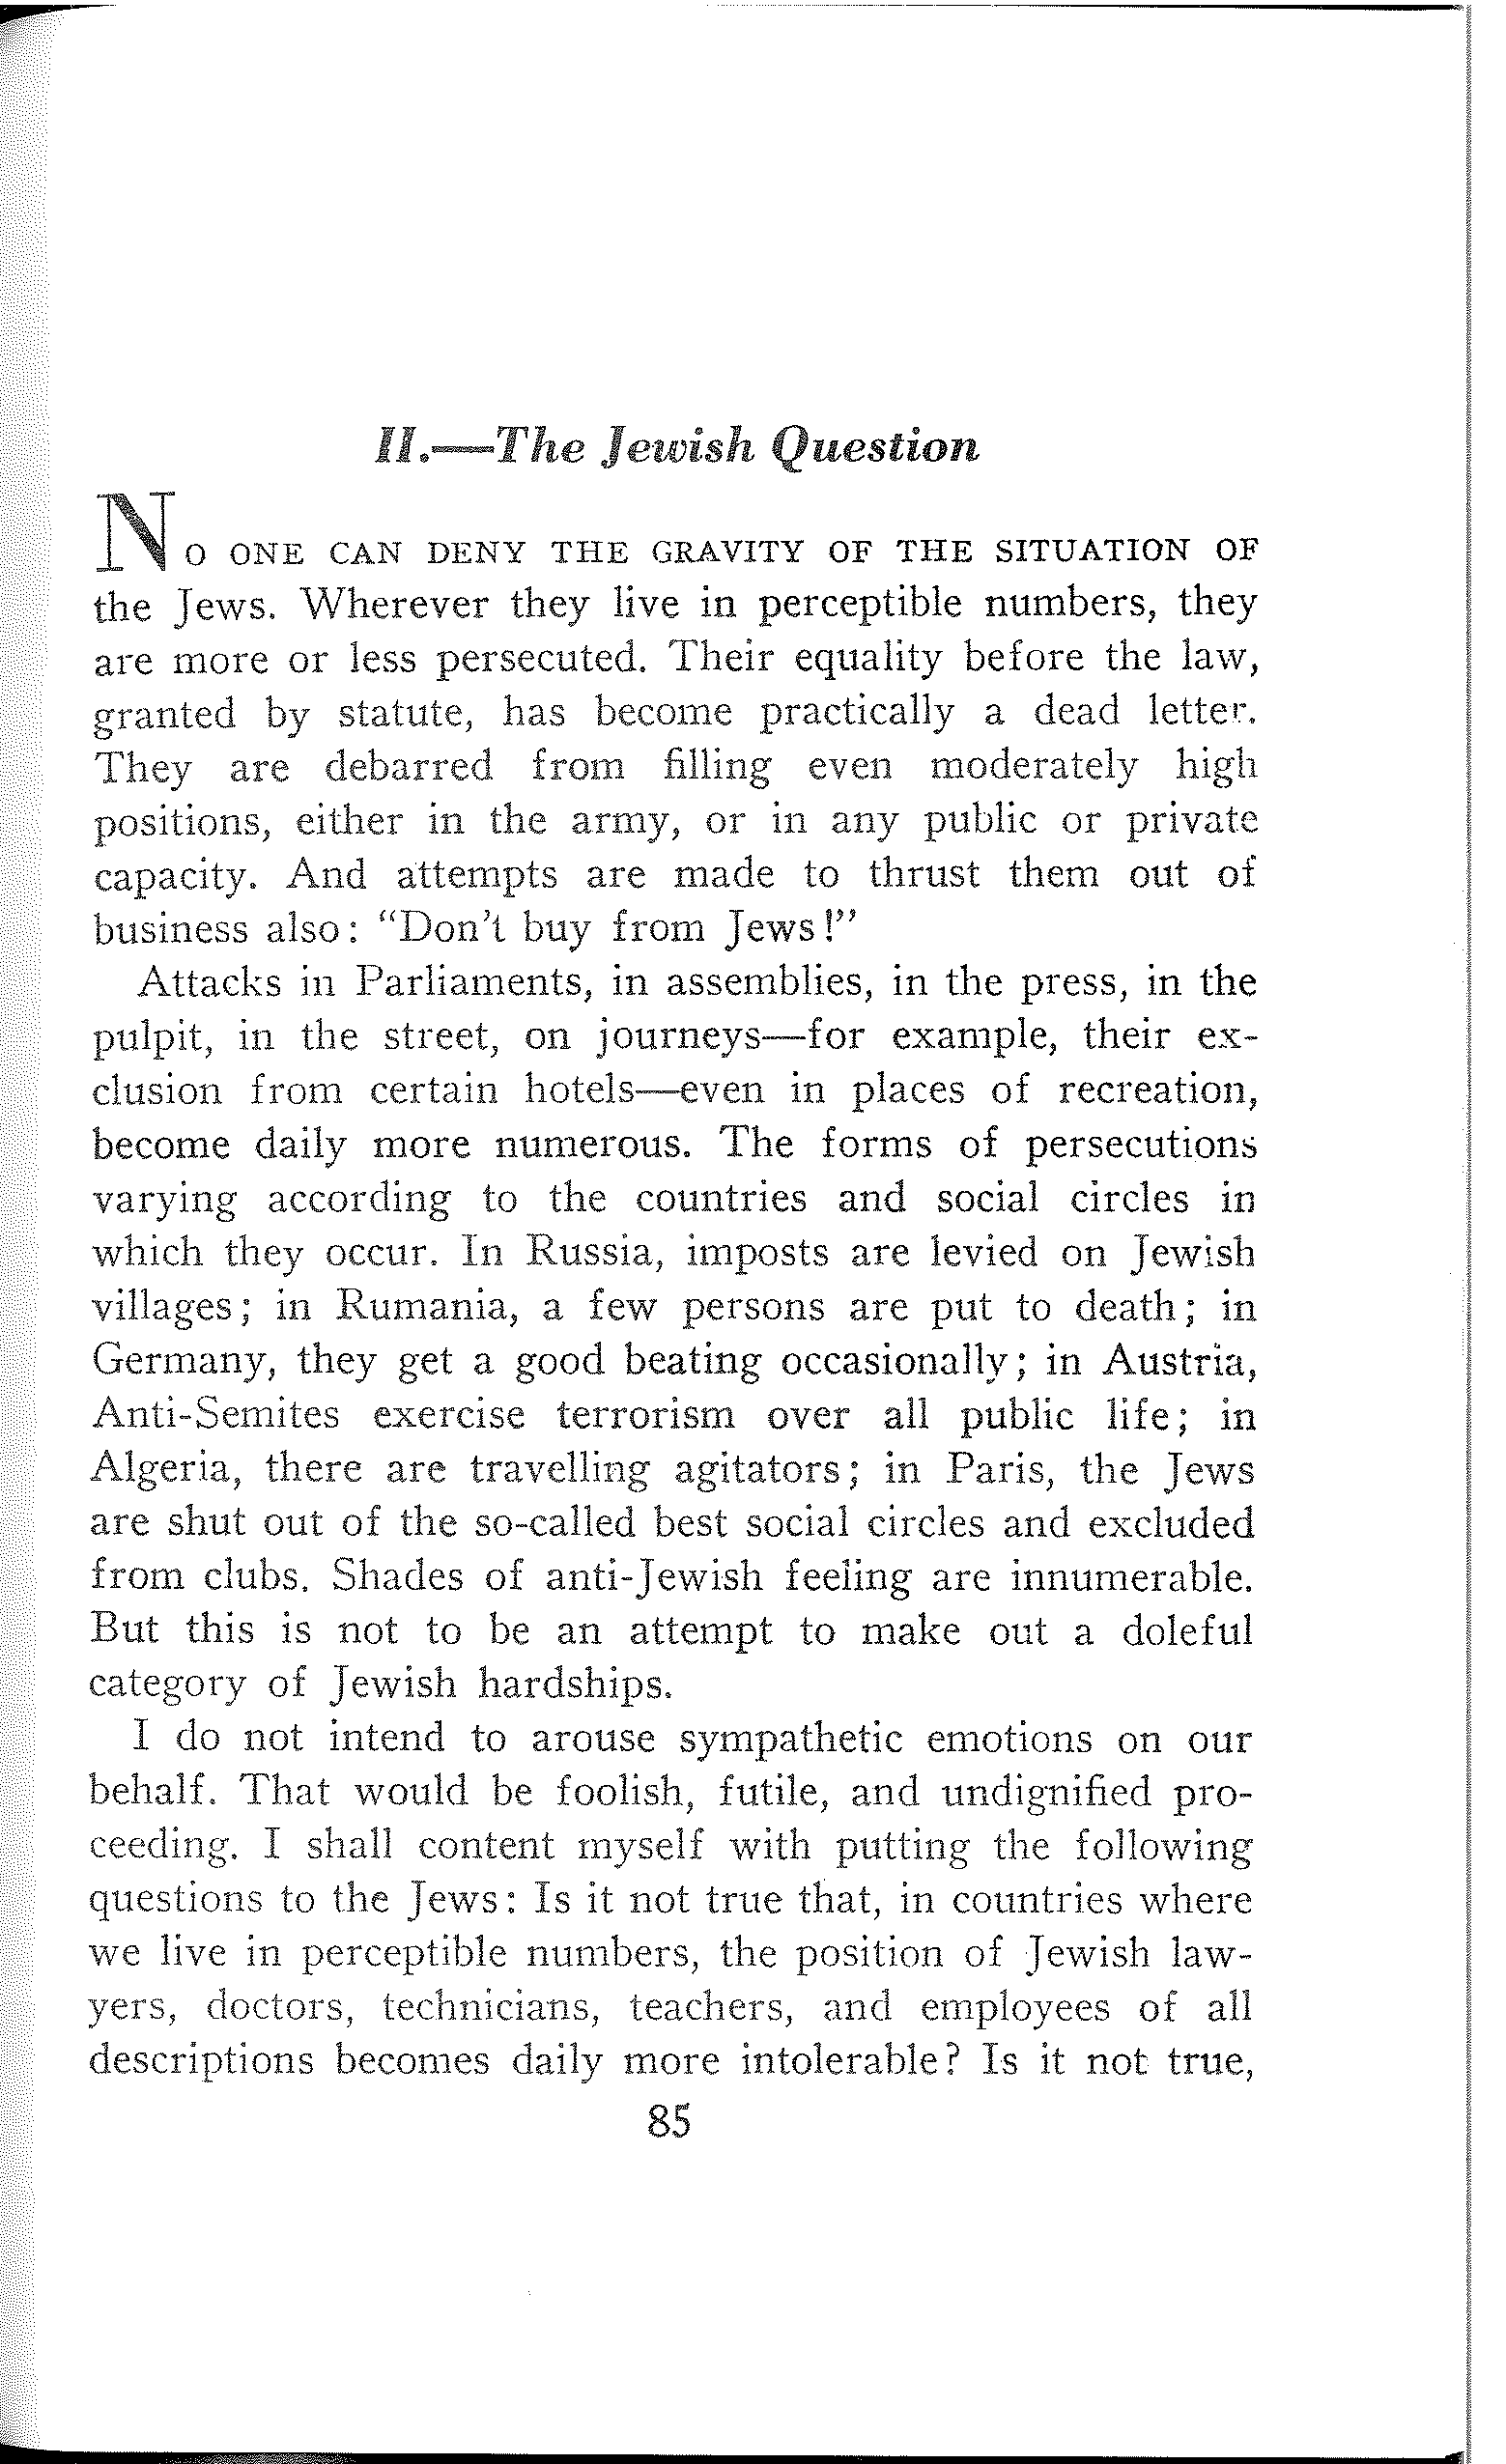 II.—The Jewish Question
NO ONE CAN DENY THE GRAVITY OF THE SITUATION OF
the Jews. Wherever they live in perceptible numbers, they
are more or less persecuted. Their equality before the law,
granted by statute, has become practically a dead letter.
They are debarred from filling even moderately high
positions, either in the army, or in any public or private
capacity. And attempts are made to thrust them out of
business also: "Don't buy from Jews!"
Attacks in Parliaments, in assemblies, in the press, in the
pulpit, in the street, on journeys—for example, their ex-
clusion from certain hotels—even in places of recreation,
become daily more numerous. The forms of persecutions
varying according to the countries and social circles in
which they occur. In Russia, imposts are levied on Jewish
villages; in Rumania, a few persons are put to death; in
Germany, they get a good beating occasionally; in Austria,
Anti-Semites exercise terrorism over all public life; in
Algeria, there are travelling agitators; in Paris, the Jews
are shut out of the so-called best social circles and excluded
from clubs. Shades of anti-Jewish feeling are innumerable.
But this is not to be an attempt to make out a doleful
category of Jewish hardships.
I do not intend to arouse sympathetic emotions on our
behalf. That would be foolish, futile, and undignified pro-
ceeding. I shall content myself with putting the following
questions to the Jews: Is it not true that, in countries where
we live in perceptible numbers, the position of Jewish law-
yers, doctors, technicians, teachers, and employees of all
descriptions becomes daily more intolerable? Is it not true,
85